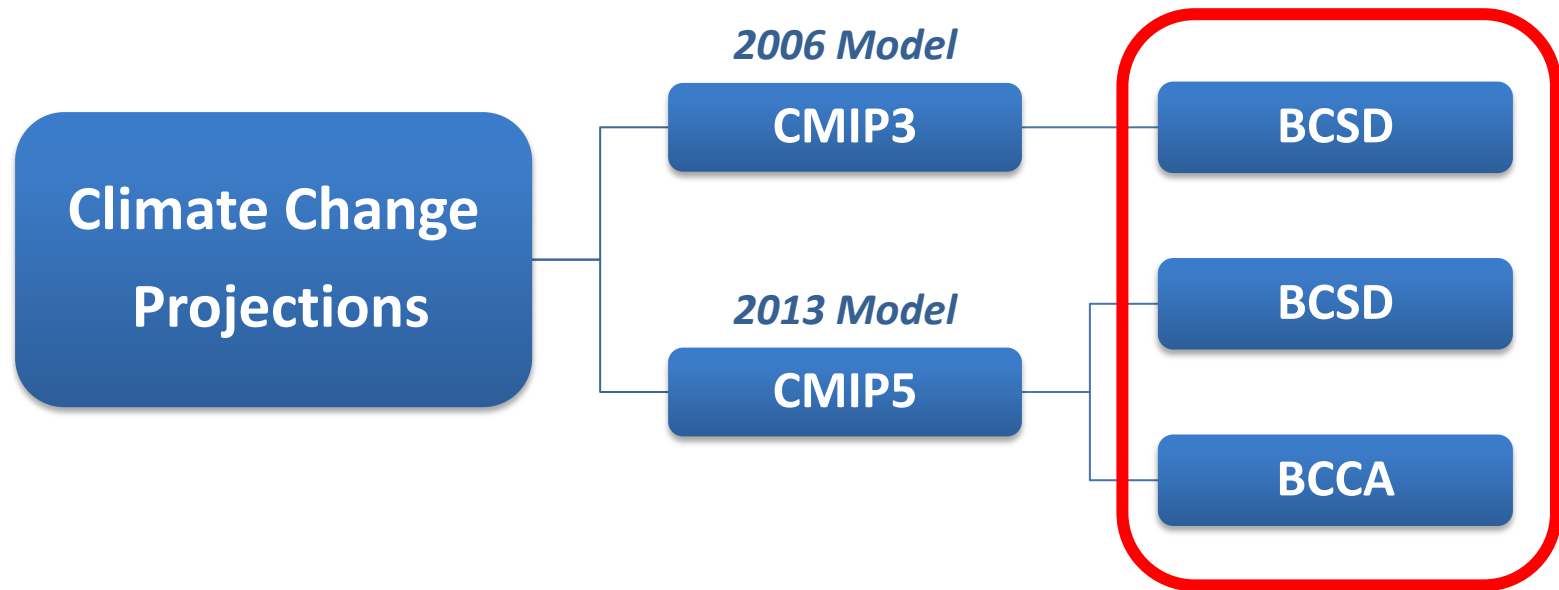 Climate Change
Projections
2006 Model
CMIP3
BCSD
2013 Model
CMIP5
BCSD
BCCA